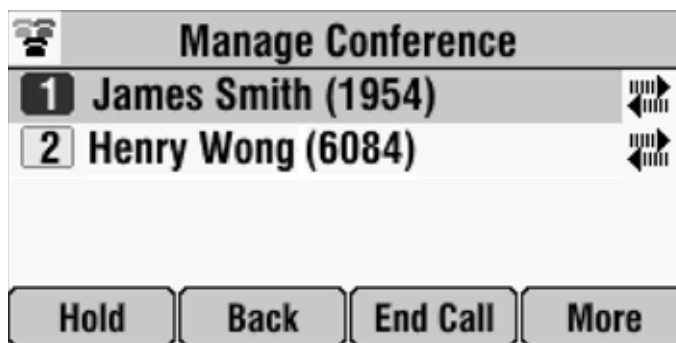 Manage Conference
1 James Smith (1954)
2 Henry Wong (6084)
Hold Back End Call More